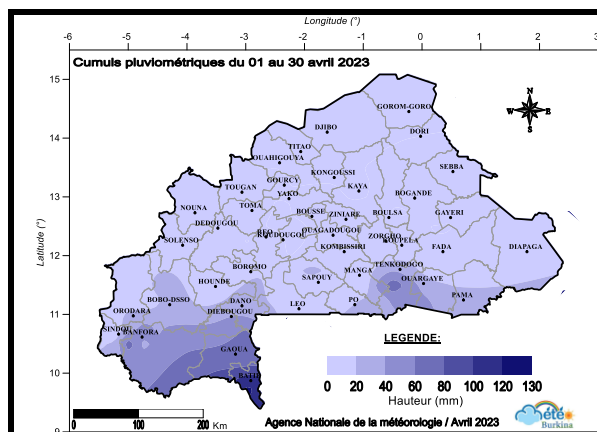 Longitude (°)
-6 -5 -4 -3 -2 -1 0 1 2 3
Cumuls pluviométriques du 01 au 30 avril 2023
15
GOROM-GORO
N
W E
S
DJIBO
DORI
14
TITAO
OUAHIGOUYA
SEBBA
KONGOUSSI
GOURCY
TOUGAN
KAYA
YAKO
BOGANDE
13
NOUNA
TOMA
BOUSSE
ZINIARE
BOULSA
GAYERI
DEDOUGOU
REO
KOUDOUGOU
OUAGADOUGOU
ZORGHO
KOUPELA
SOLENSO
KOMBISSIRI
FADA
DIAPAGA
12
Latitude (°)
BOROMO
MANGA
TENKODOGO
HOUNDE
SAPOUY
OUARGAYE
BOBO-DSSO
DANO
LEO
PO
PAMA
11
ORODARA
DIEBOUGOU
SINDOU
BANFORA
LEGENDE:
GAOUA
10
BATIE
0 20 40 60 80 100 120 130
Hauteur (mm)
0 100 200 Km
Agence Nationale de la météorologie / Avril 2023
météo
Burkina
9